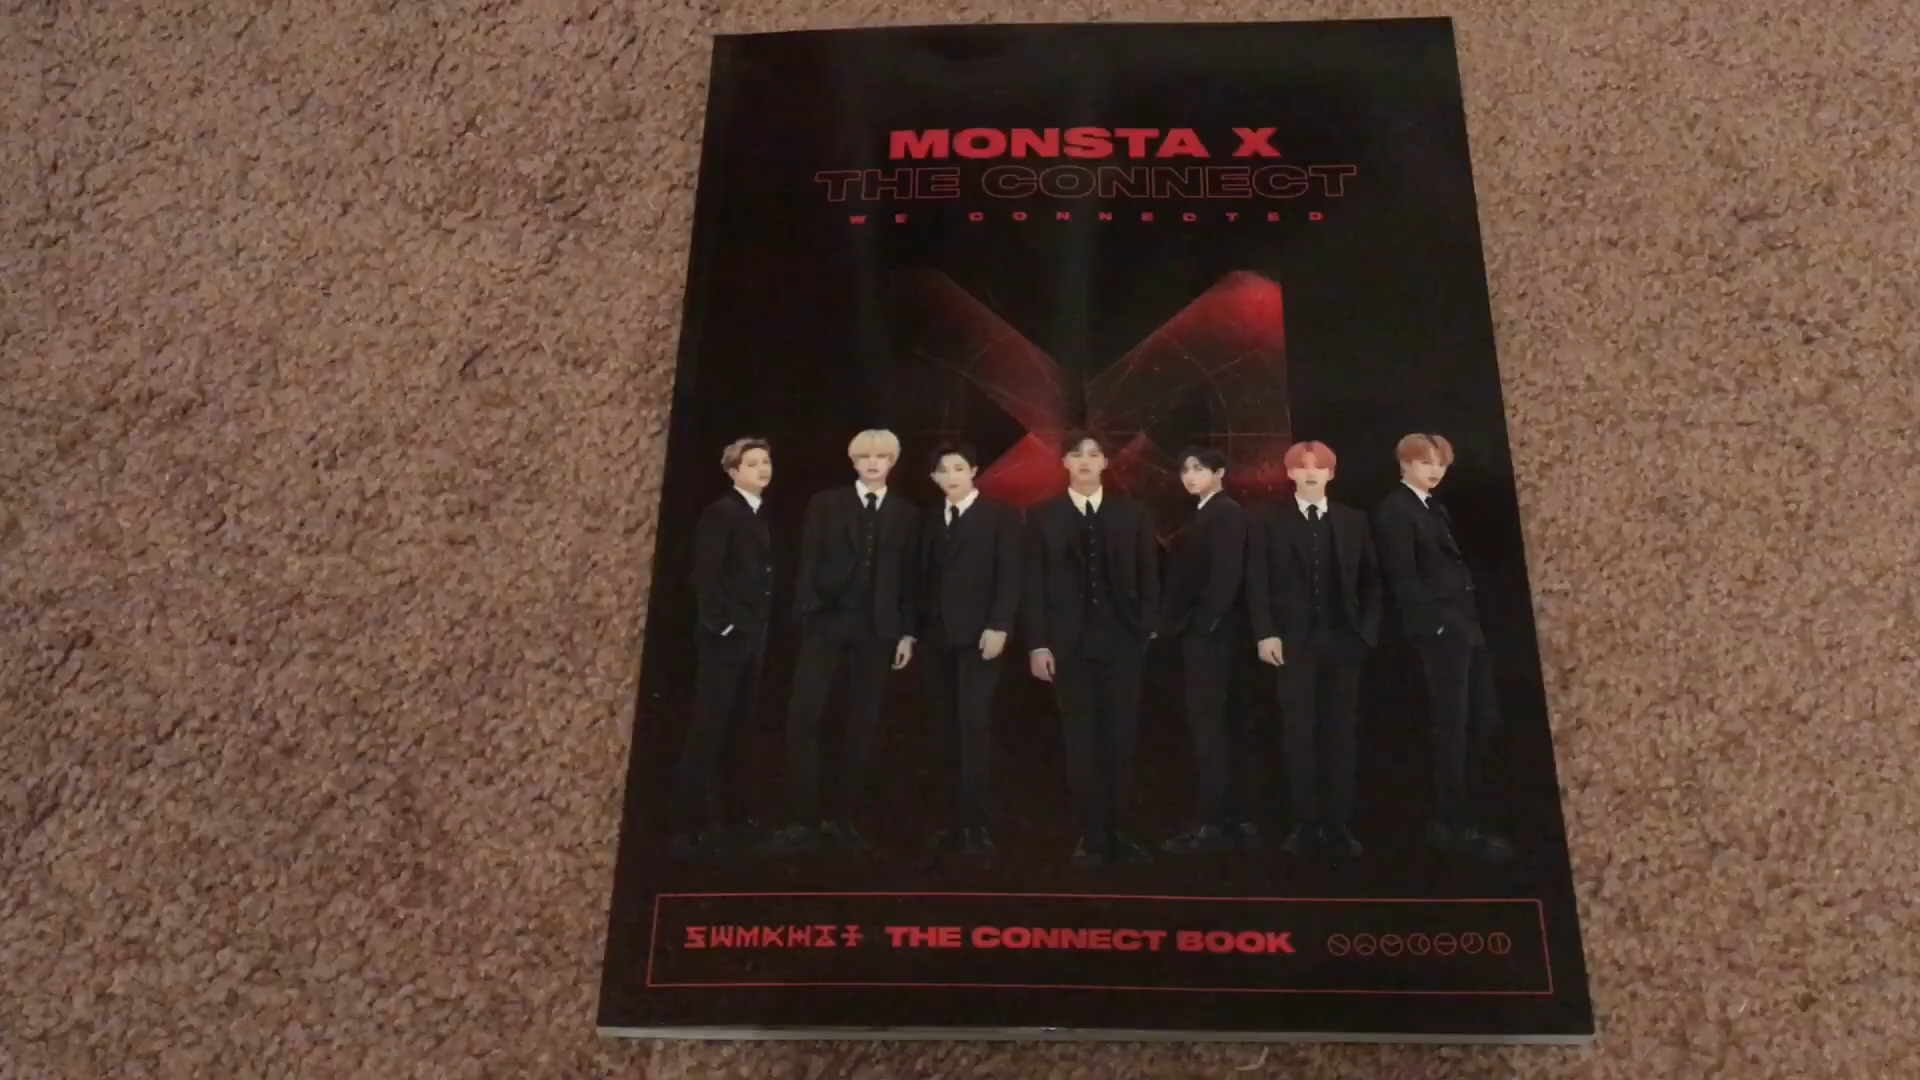 MONSTA X
THE CONNECT
WE CONNECTED
THE CONNECT BOOK